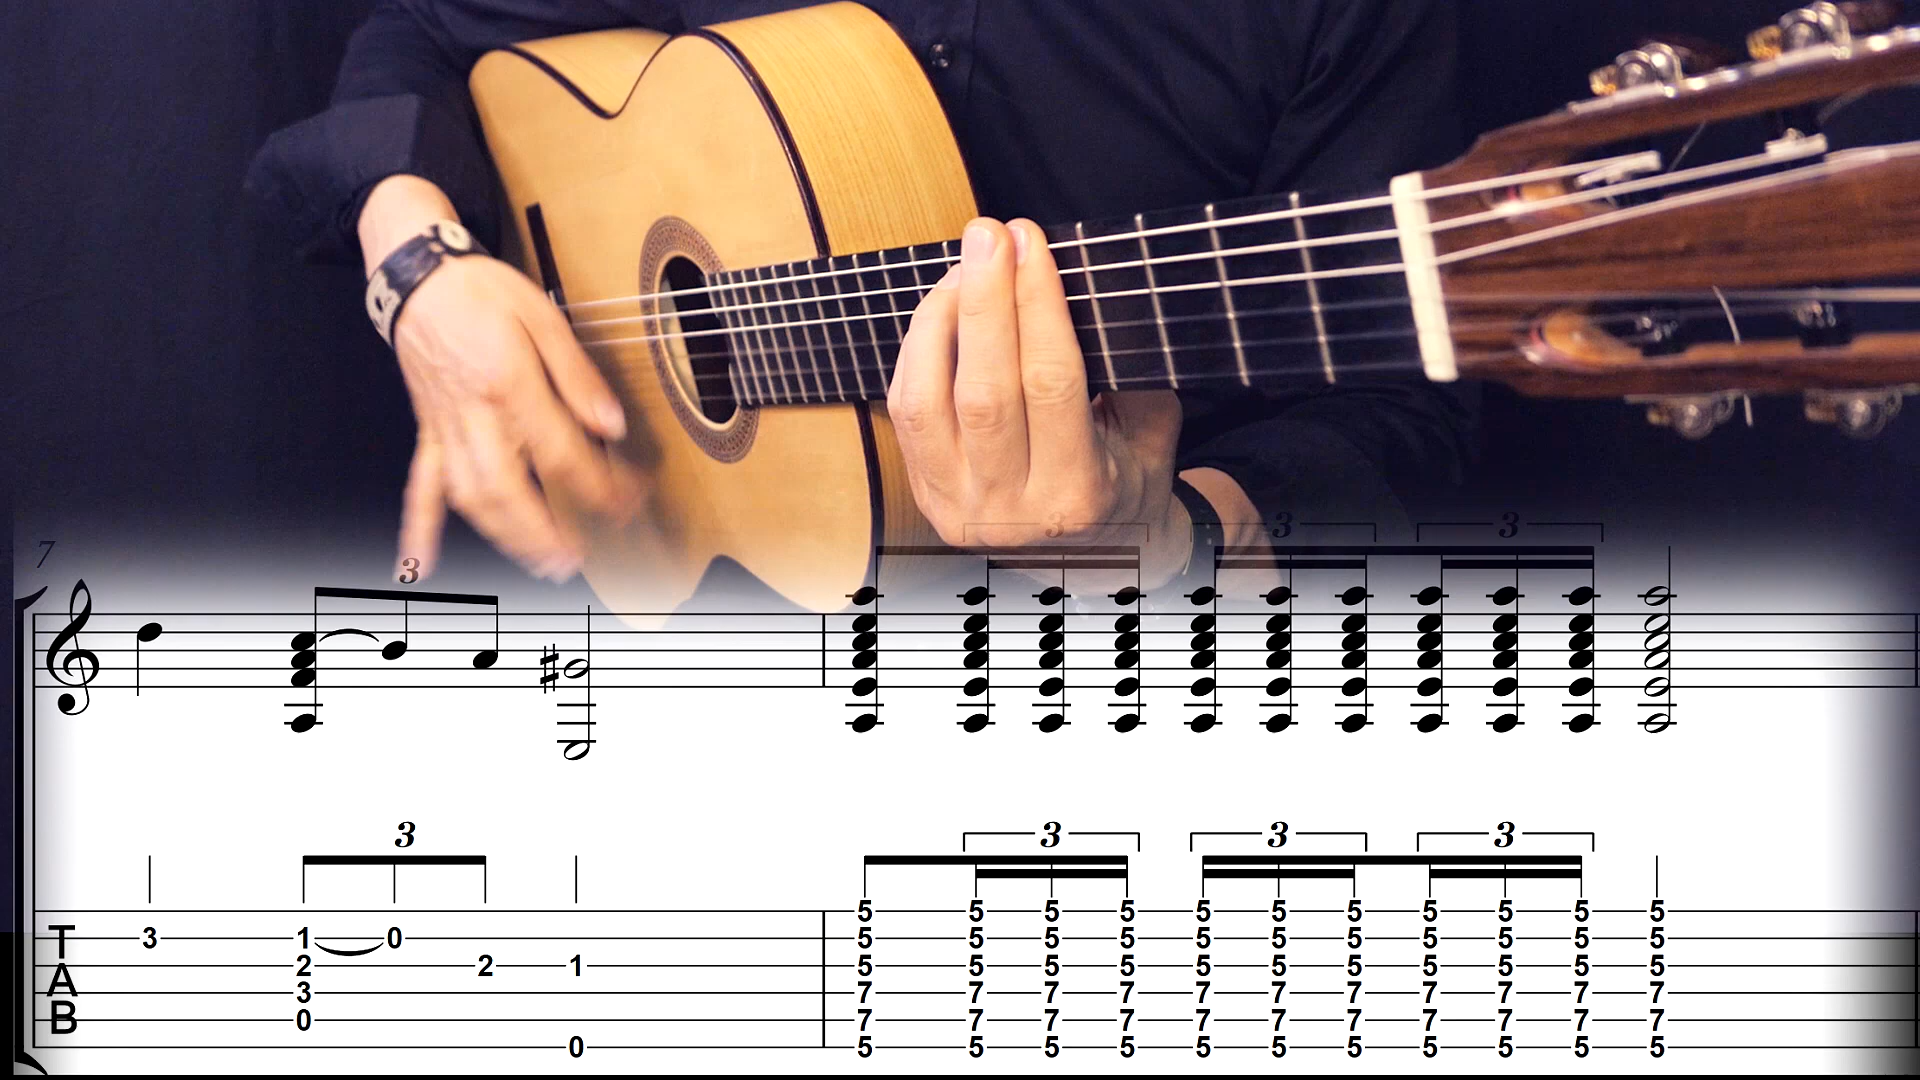 7
3 3 3
3
3 3 3 3
5 5 5 5 5 5 5 5 5 5 5
T 3 1 0 5 5 5 5 5 5 5 5 5 5 5
A 2 2 1 5 5 5 5 5 5 5 5 5 5 5
3 7 7 7 7 7 7 7 7 7 7 7
B 0 7 7 7 7 7 7 7 7 7 7 7
0 5 5 5 5 5 5 5 5 5 5 5